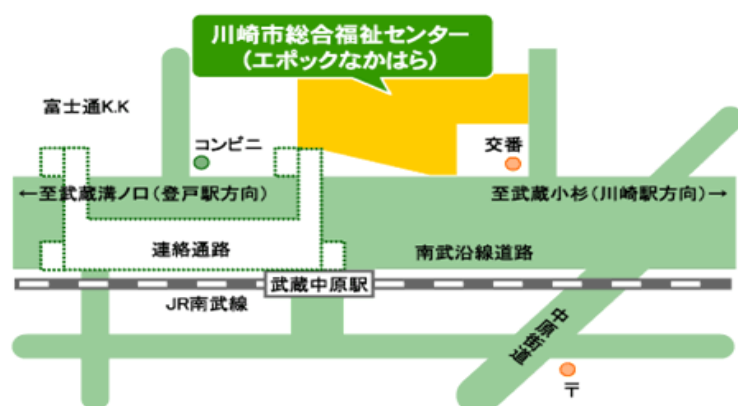 川崎市総合福祉センター
(エポックなかはら)
富士通K.K
コンビニ
交番
←至武蔵溝ノ口(登戸駅方向)
至武蔵小杉(川崎駅方向)→
連絡通路
南武沿線道路
武蔵中原駅
JR南武線
中原街道
〒